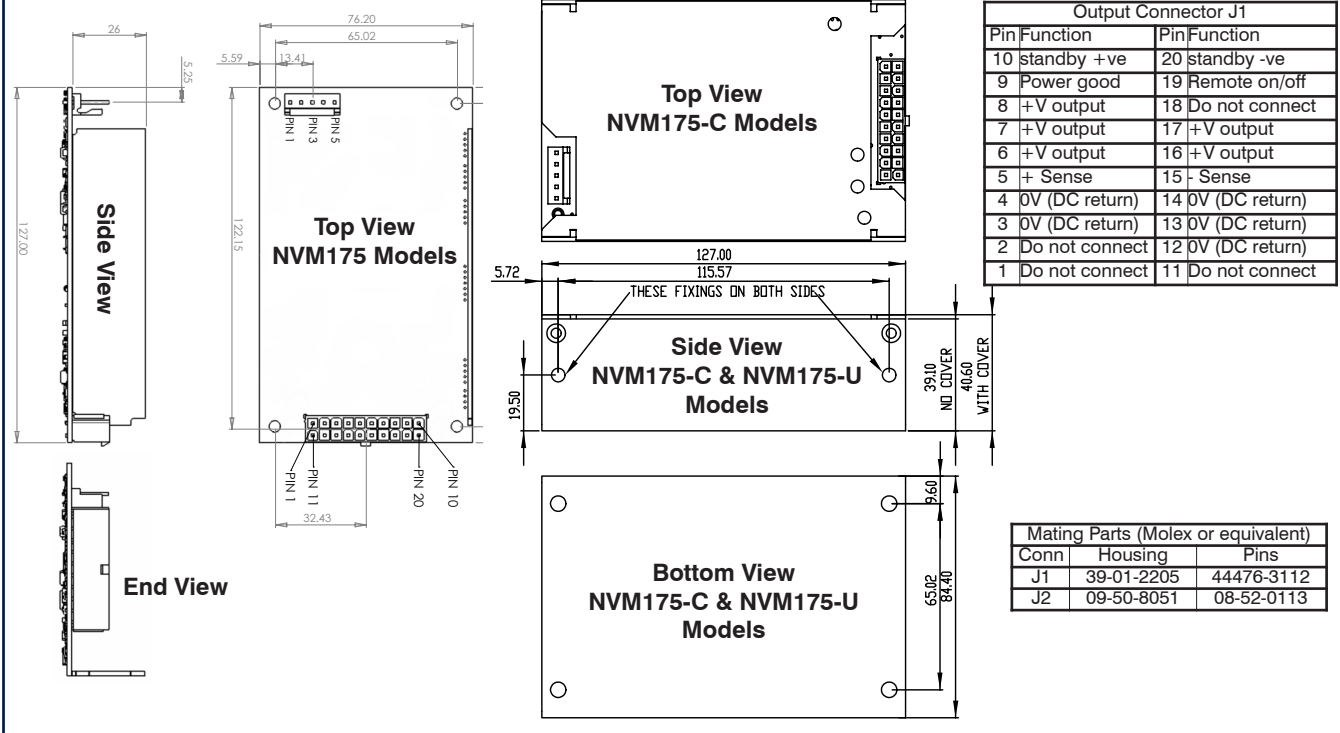 26
5.25
127.00
Side View
76.20
65.02
5.59
13.41
PIN 1
PIN 3
PIN 5
122.15
Top View
NVM175 Models
PIN 1
PIN 11
PIN 20
PIN 10
32.43
End View
Top View
NVM175-C Models
127.00
5.72
115.57
THESE FIXINGS ON BOTH SIDES
Side View
NVM175-C & NVM175-U
Models
19.50
39.10
NO COVER
40.60
WITH COVER
Bottom View
NVM175-C & NVM175-U
Models
9.60
65.02
84.40
Output Connector J1
Pin Function Pin Function
10 standby +ve 20 standby -ve
9 Power good 19 Remote on/off
8 +V output 18 Do not connect
7 +V output 17 +V output
6 +V output 16 +V output
5 + Sense 15 - Sense
4 0V (DC return) 14 0V (DC return)
3 0V (DC return) 13 0V (DC return)
2 Do not connect 12 0V (DC return)
1 Do not connect 11 Do not connect
Mating Parts (Molex or equivalent)
Conn Housing Pins
J1 39-01-2205 44476-3112
J2 09-50-8051 08-52-0113